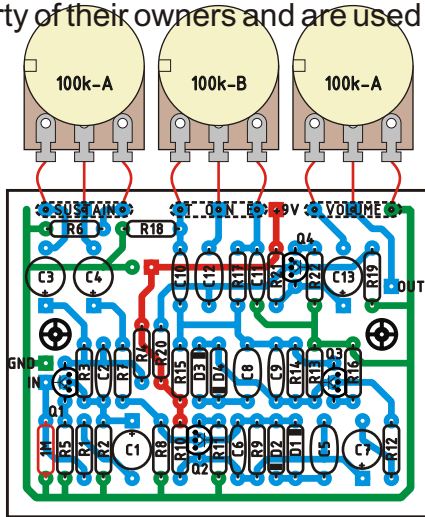 rty of their owners and are used
100k-A 100k-B 100k-A
SUSTAIN +9V VOLUME
R6 R18 Q4
C3 C4 C10 C12 R17 C11 R21 R22 C13 R19
OUT
GND R3 C2 R7 R4 R20 R15 D3 D4 C8 C9 R14 R13 Q3 R16
IN
Q1
1M R5 R1 R2 C1 R8 R10 Q2 R11 C6 R9 D2 D1 C5 C7 R12